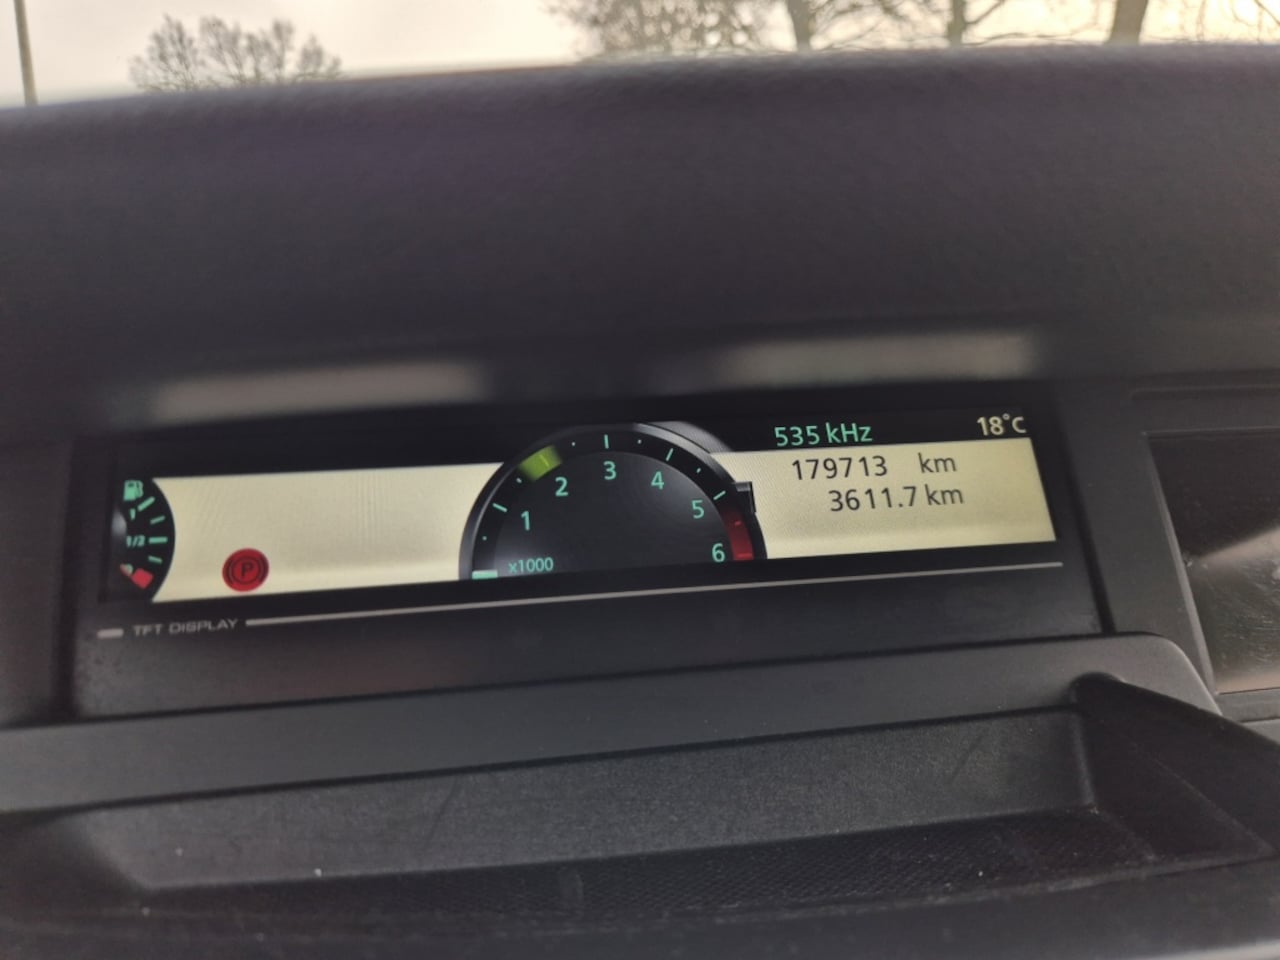 535 kHz 18°C
179713 km
3611.7 km
1 2 3 4 5 6
x1000
1
1/2
P
TFT DISPLAY